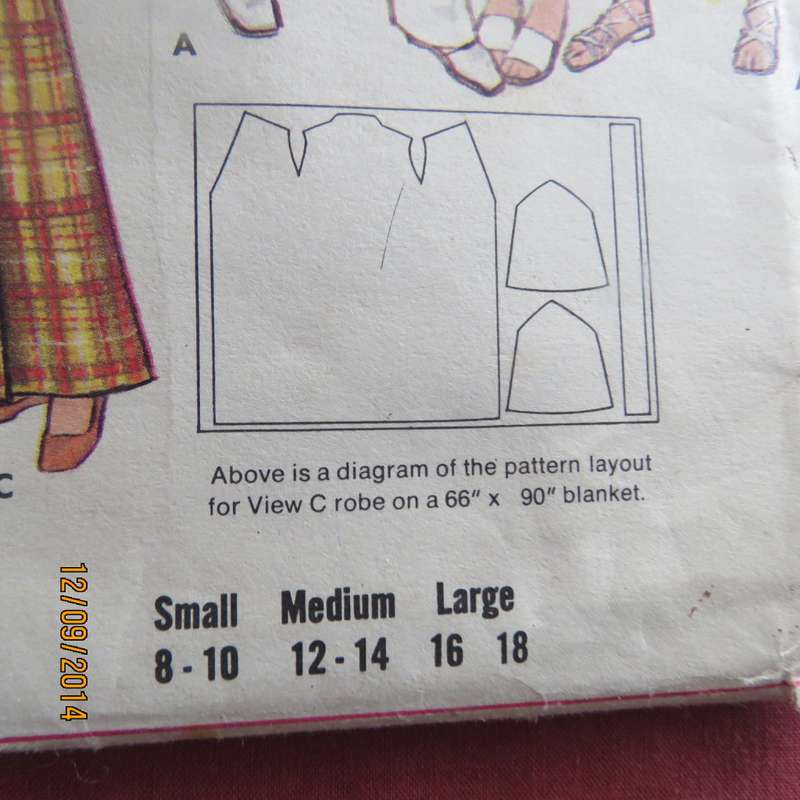 A
Above is a diagram of the pattern layout
for View C robe on a 66" x 90" blanket.
C
Small Medium Large
8 - 10 12 - 14 16 18
12/09/2014